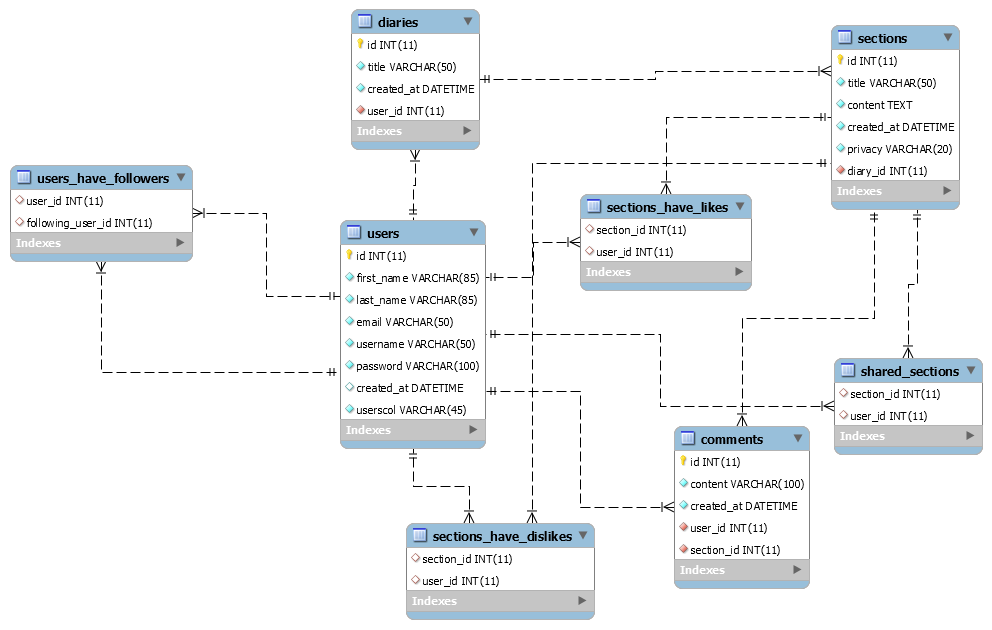 diaries
id INT(11)
title VARCHAR(50)
created_at DATETIME
user_id INT(11)
Indexes
sections
id INT(11)
title VARCHAR(50)
content TEXT
created_at DATETIME
privacy VARCHAR(20)
diary_id INT(11)
Indexes
users_have_followers
user_id INT(11)
following_user_id INT(11)
Indexes
users
id INT(11)
first_name VARCHAR(85)
last_name VARCHAR(85)
email VARCHAR(50)
username VARCHAR(50)
password VARCHAR(100)
created_at DATETIME
userscol VARCHAR(45)
Indexes
sections_have_likes
section_id INT(11)
user_id INT(11)
Indexes
shared_sections
section_id INT(11)
user_id INT(11)
Indexes
comments
id INT(11)
content VARCHAR(100)
created_at DATETIME
user_id INT(11)
section_id INT(11)
Indexes
sections_have_dislikes
section_id INT(11)
user_id INT(11)
Indexes